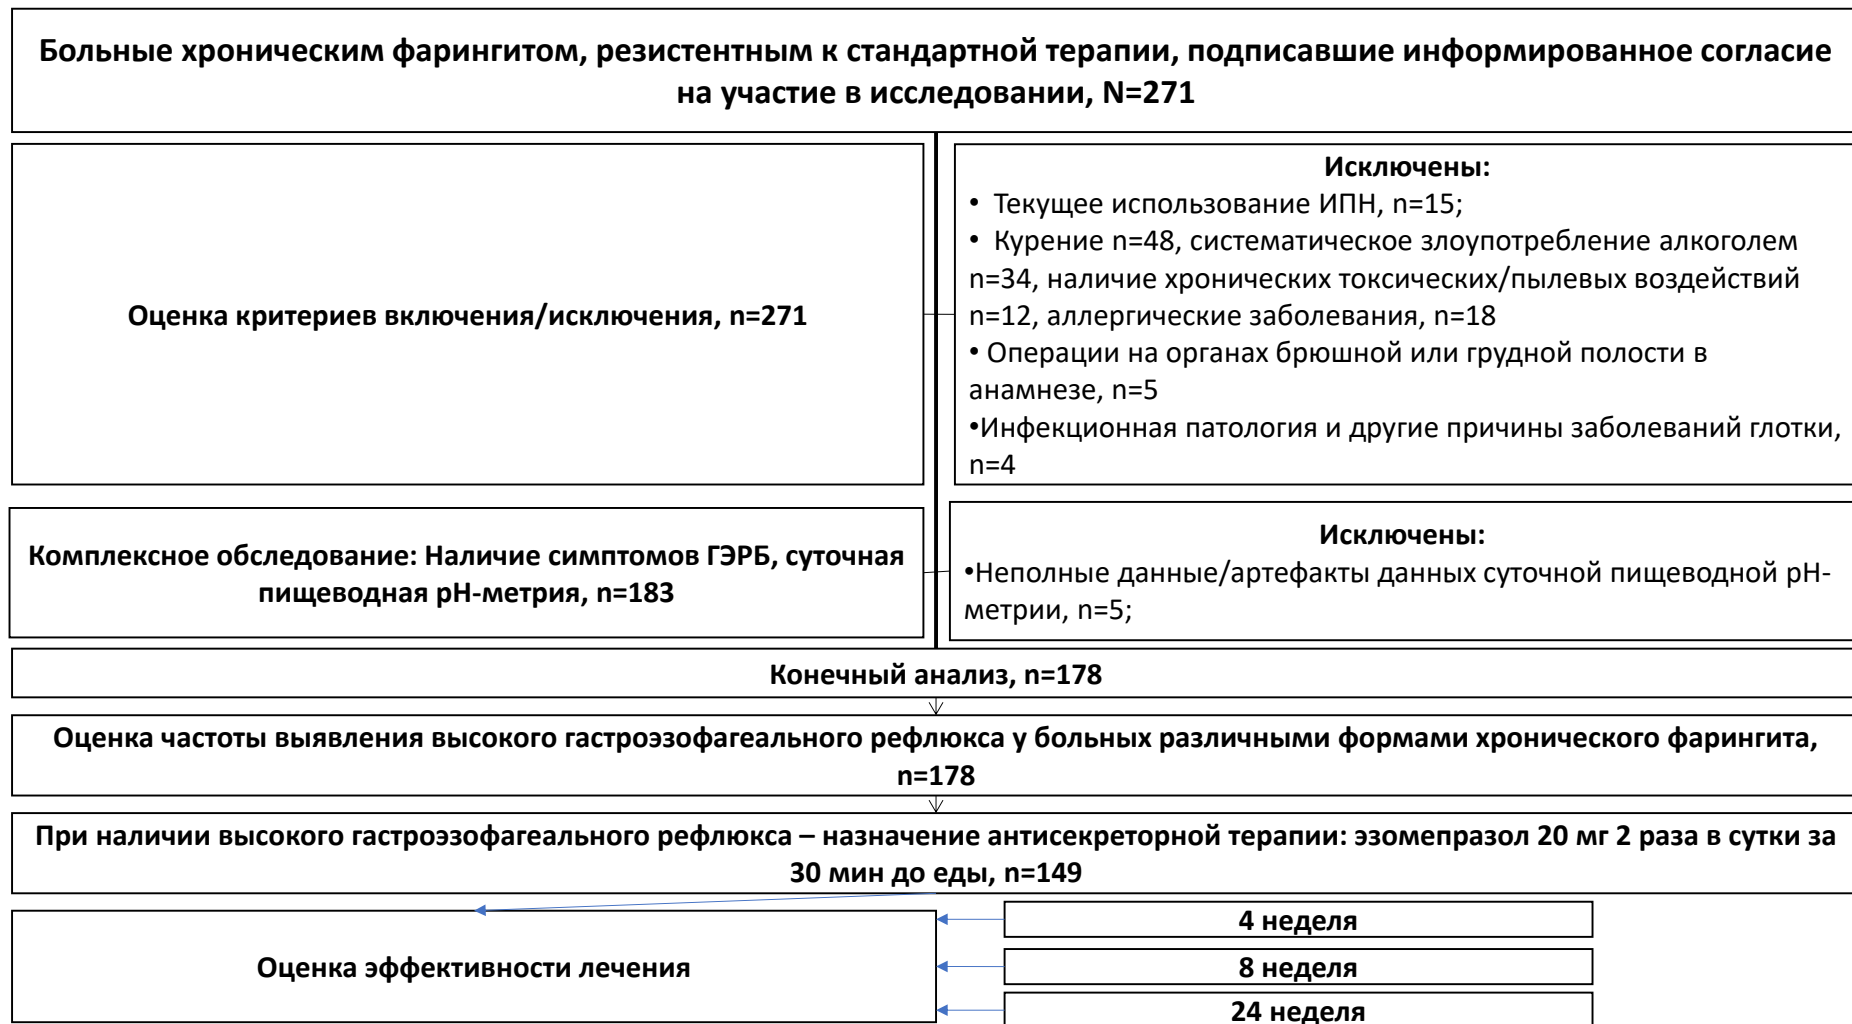 Больные хроническим фарингитом, резистентным к стандартной терапии, подписавшие информированное согласие
на участие в исследовании, N=271
Оценка критериев включения/исключения, n=271
Исключены:
• Текущее использование ИПН, n=15;
• Курение n=48, систематическое злоупотребление алкоголем
n=34, наличие хронических токсических/пылевых воздействий
n=12, аллергические заболевания, n=18
• Операции на органах брюшной или грудной полости в
анамнезе, n=5
•Инфекционная патология и другие причины заболеваний глотки,
n=4
Комплексное обследование: Наличие симптомов ГЭРБ, суточная
пищеводная pH-метрия, n=183
Исключены:
•Неполные данные/артефакты данных суточной пищеводной pH-
метрии, n=5;
Конечный анализ, n=178
Оценка частоты выявления высокого гастроэзофагеального рефлюкса у больных различными формами хронического фарингита,
n=178
При наличии высокого гастроэзофагеального рефлюкса – назначение антисекреторной терапии: эзомепразол 20 мг 2 раза в сутки за
30 мин до еды, n=149
Оценка эффективности лечения
4 неделя
8 неделя
24 неделя